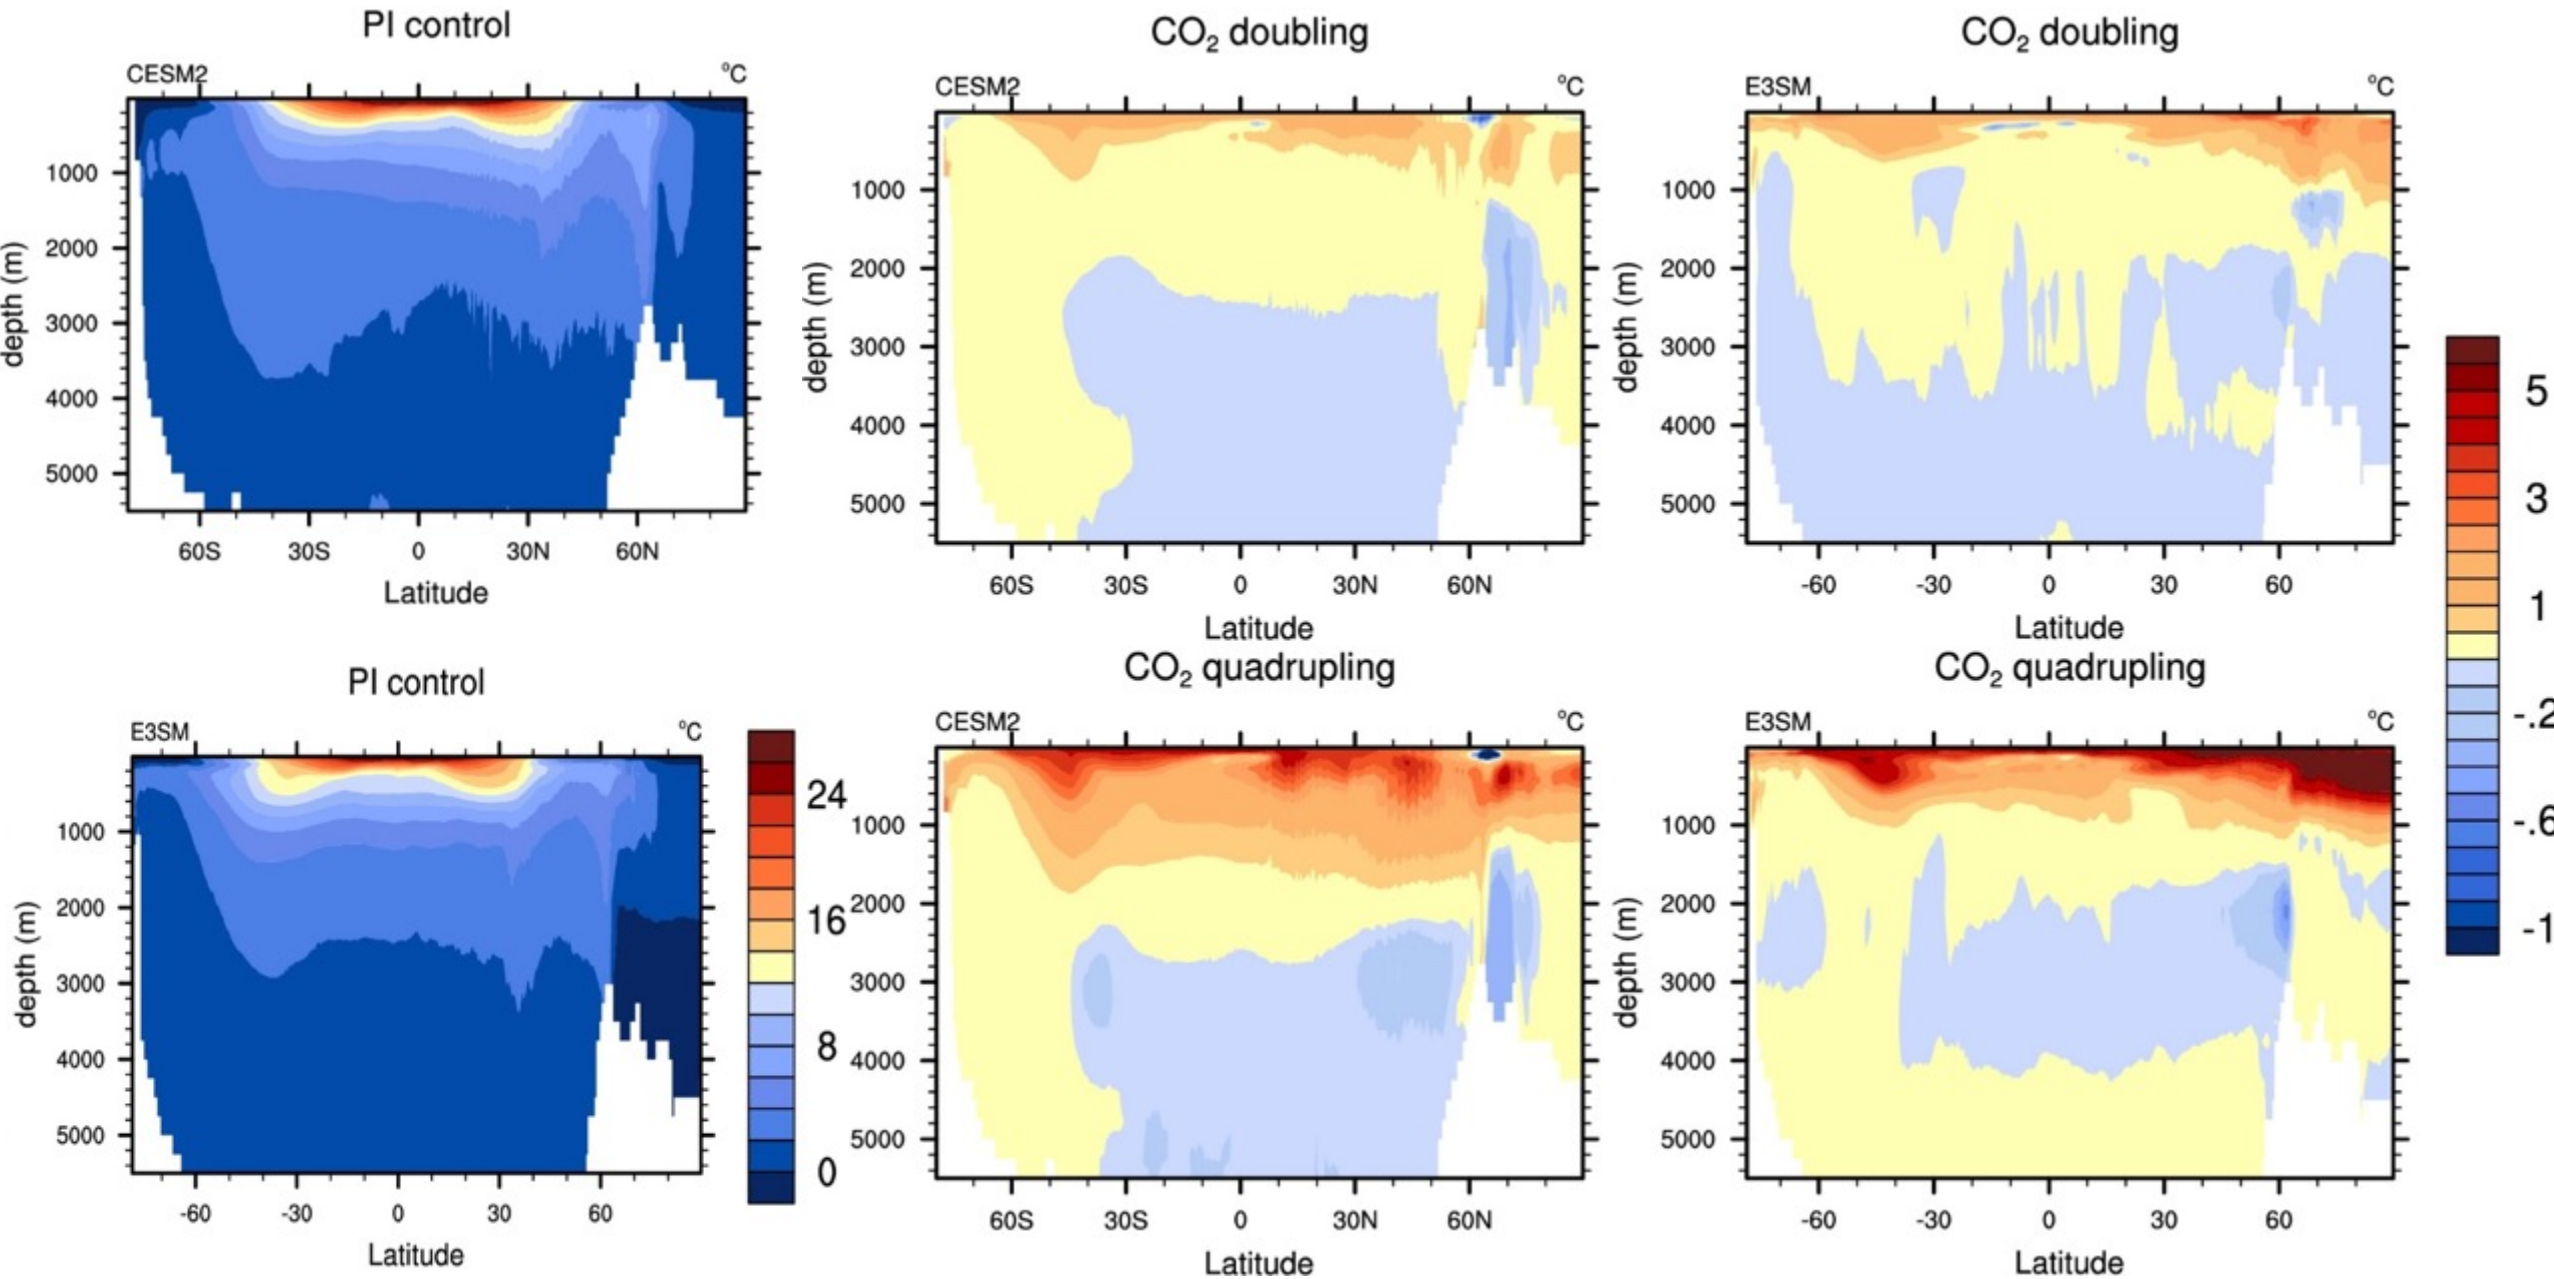 PI control
CESM2 °C
1000
2000
3000
4000
5000
depth (m)
60S 30S 0 30N 60N
Latitude
CO₂ doubling
CESM2 °C
1000
2000
3000
4000
5000
depth (m)
60S 30S 0 30N 60N
Latitude
CO₂ doubling
E3SM °C
1000
2000
3000
4000
5000
depth (m)
-60 -30 0 30 60
Latitude
5
3
1
-.2
-.6
-1
PI control
E3SM °C
1000
2000
3000
4000
5000
depth (m)
-60 -30 0 30 60
Latitude
24
16
8
0
CO₂ quadrupling
CESM2 °C
1000
2000
3000
4000
5000
60S 30S 0 30N 60N
Latitude
CO₂ quadrupling
E3SM °C
1000
2000
3000
4000
5000
depth (m)
-60 -30 0 30 60
Latitude